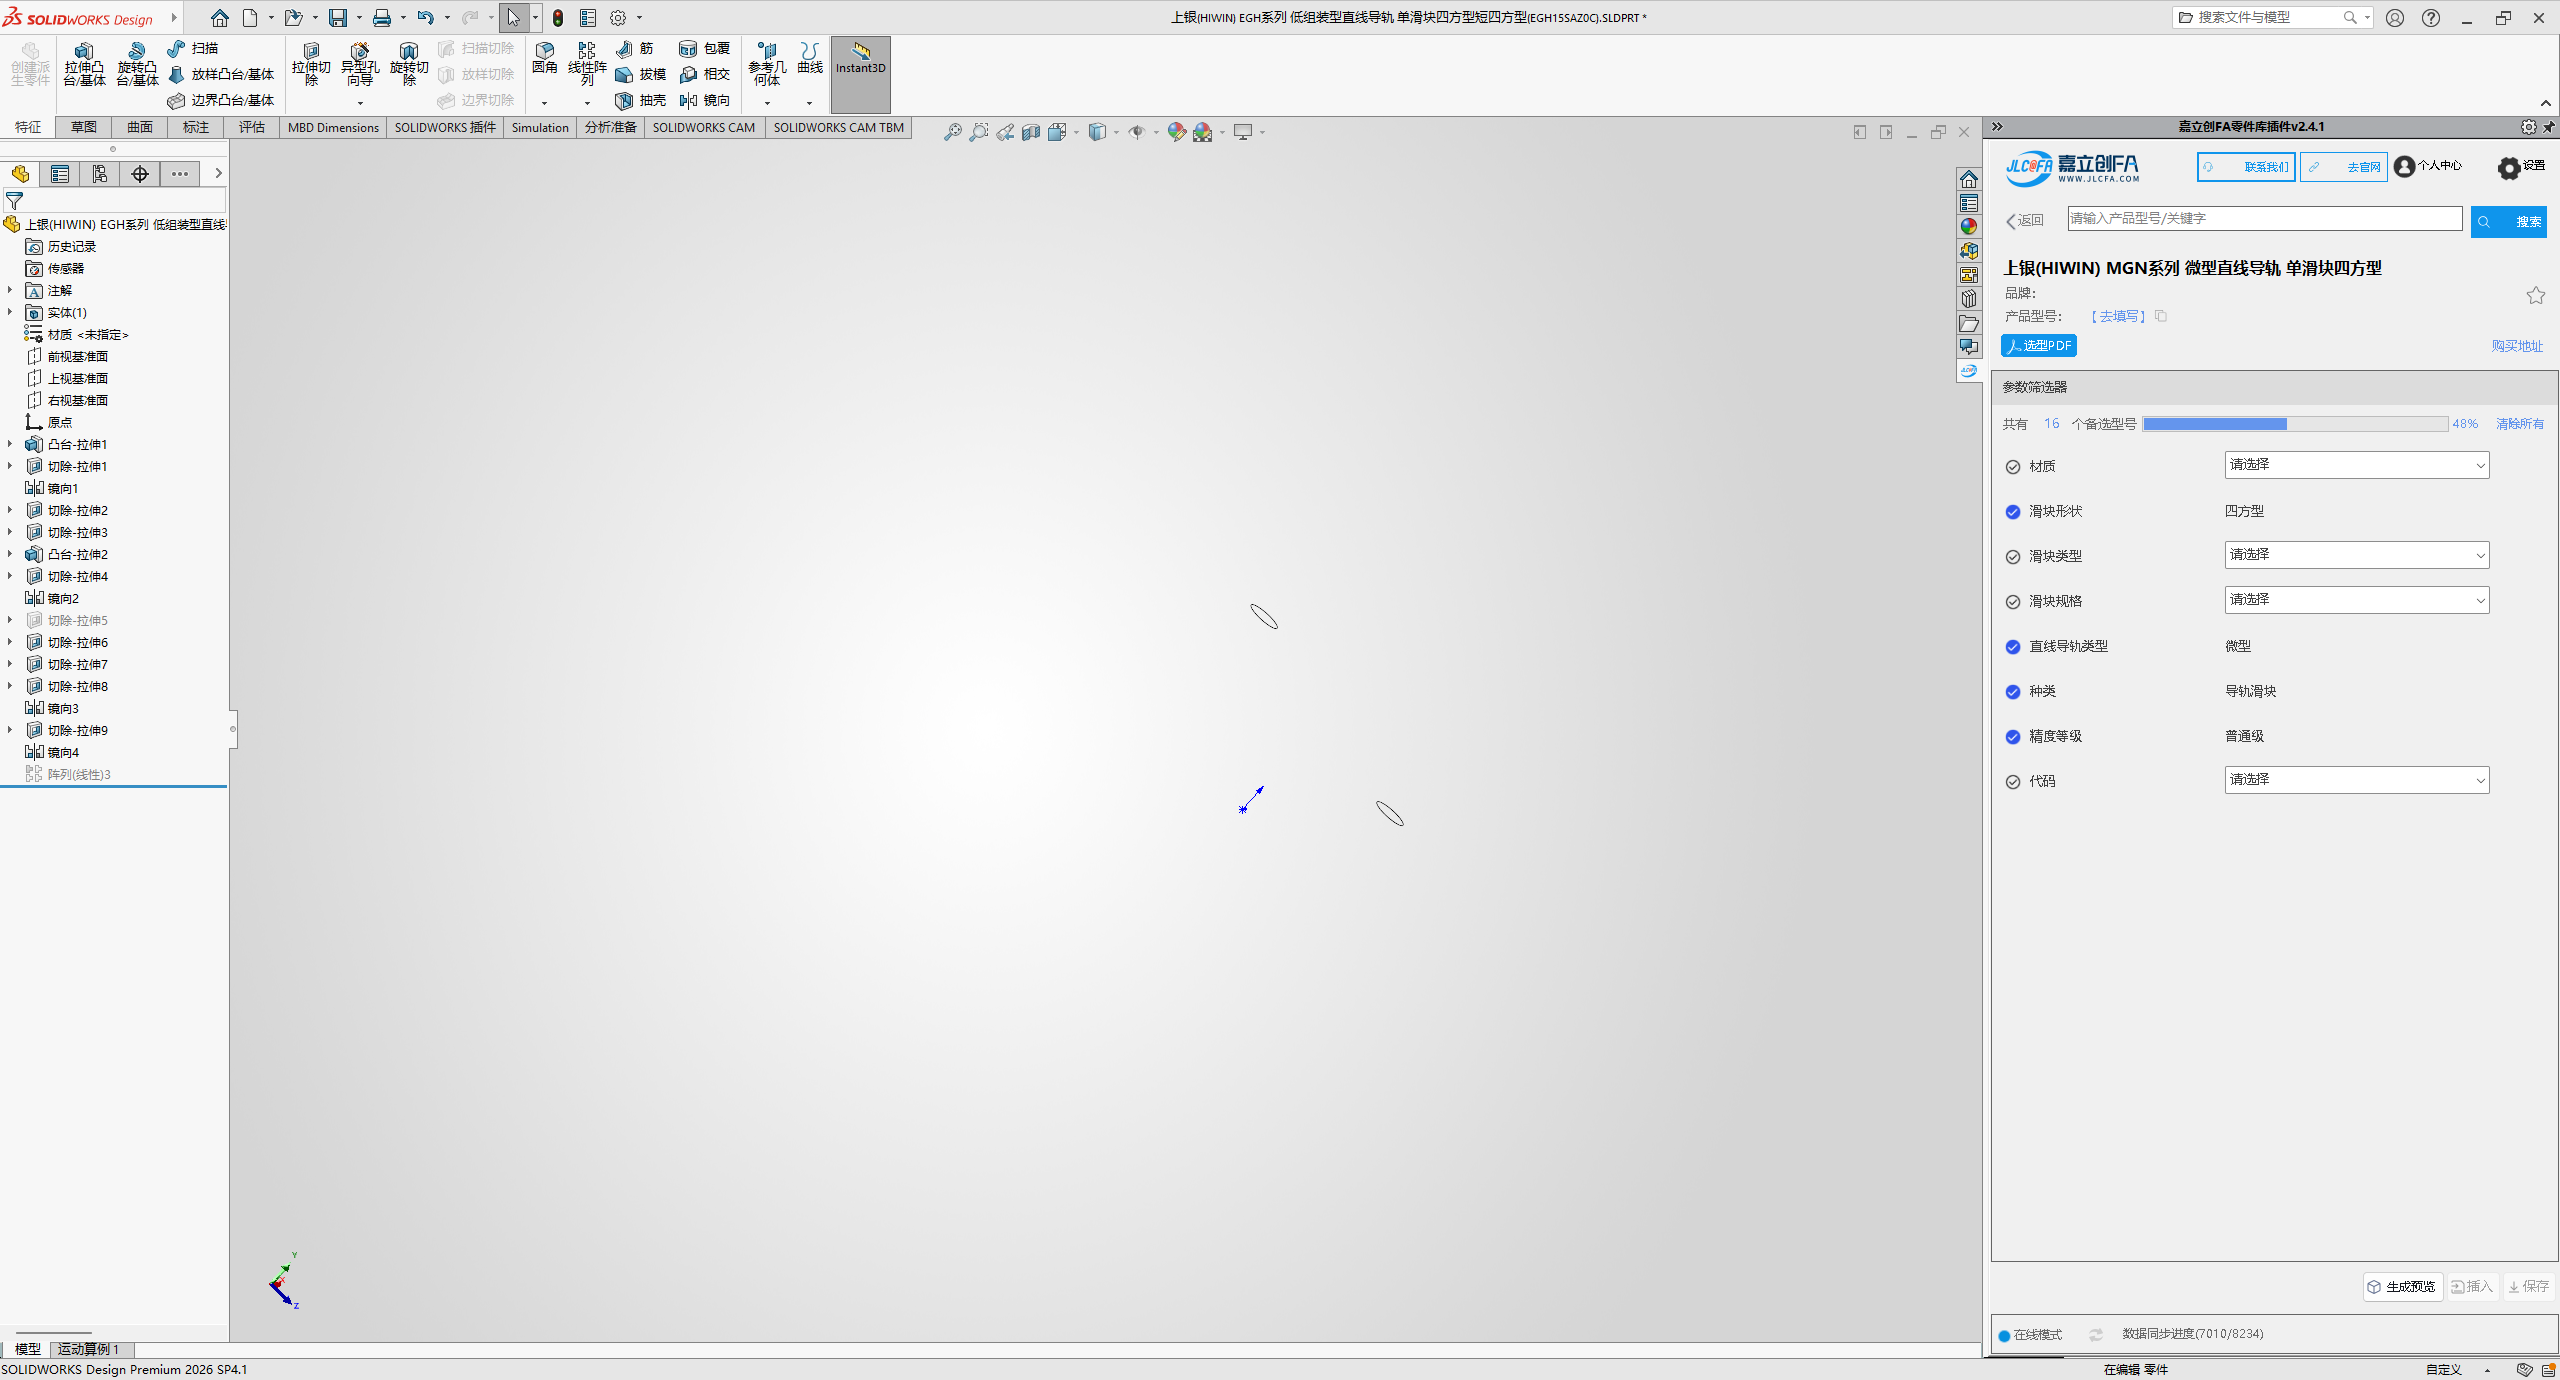 SOLIDWORKS Design
上银(HIWIN) EGH系列 低组装型直线导轨 单滑块四方型短四方型(EGH15SAZ0C).SLDPRT *
搜索文件与模型
创建派生零件
拉伸凸台/基体
旋转凸台/基体
扫描
放样凸台/基体
边界凸台/基体
拉伸切除
异型孔向导
旋转切除
扫描切除
放样切除
边界切除
圆角
线性阵列
筋
拔模
抽壳
包覆
相交
镜向
参考几何体
曲线
Instant3D
特征 草图 曲面 标注 评估 MBD Dimensions SOLIDWORKS 插件 Simulation 分析准备 SOLIDWORKS CAM SOLIDWORKS CAM TBM
上银(HIWIN) EGH系列 低组装型直线
历史记录
传感器
注解
实体(1)
材质 <未指定>
前视基准面
上视基准面
右视基准面
原点
凸台-拉伸1
切除-拉伸1
镜向1
切除-拉伸2
切除-拉伸3
凸台-拉伸2
切除-拉伸4
镜向2
切除-拉伸5
切除-拉伸6
切除-拉伸7
切除-拉伸8
镜向3
切除-拉伸9
镜向4
阵列(线性)3
Y
X
Z
嘉立创FA零件库插件v2.4.1
JLC@FA 嘉立创FA
WWW.JLCFA.COM
联系我们
去官网
个人中心
设置
返回
请输入产品型号/关键字
搜索
上银(HIWIN) MGN系列 微型直线导轨 单滑块四方型
品牌：
产品型号： 【去填写】
选型PDF
购买地址
参数筛选器
共有 16 个备选型号 48% 清除所有
材质 请选择
滑块形状 四方型
滑块类型 请选择
滑块规格 请选择
直线导轨类型 微型
种类 导轨滑块
精度等级 普通级
代码 请选择
生成预览 插入 保存
在线模式 数据同步进度(7010/8234)
模型 运动算例 1
SOLIDWORKS Design Premium 2026 SP4.1
在编辑 零件
自定义